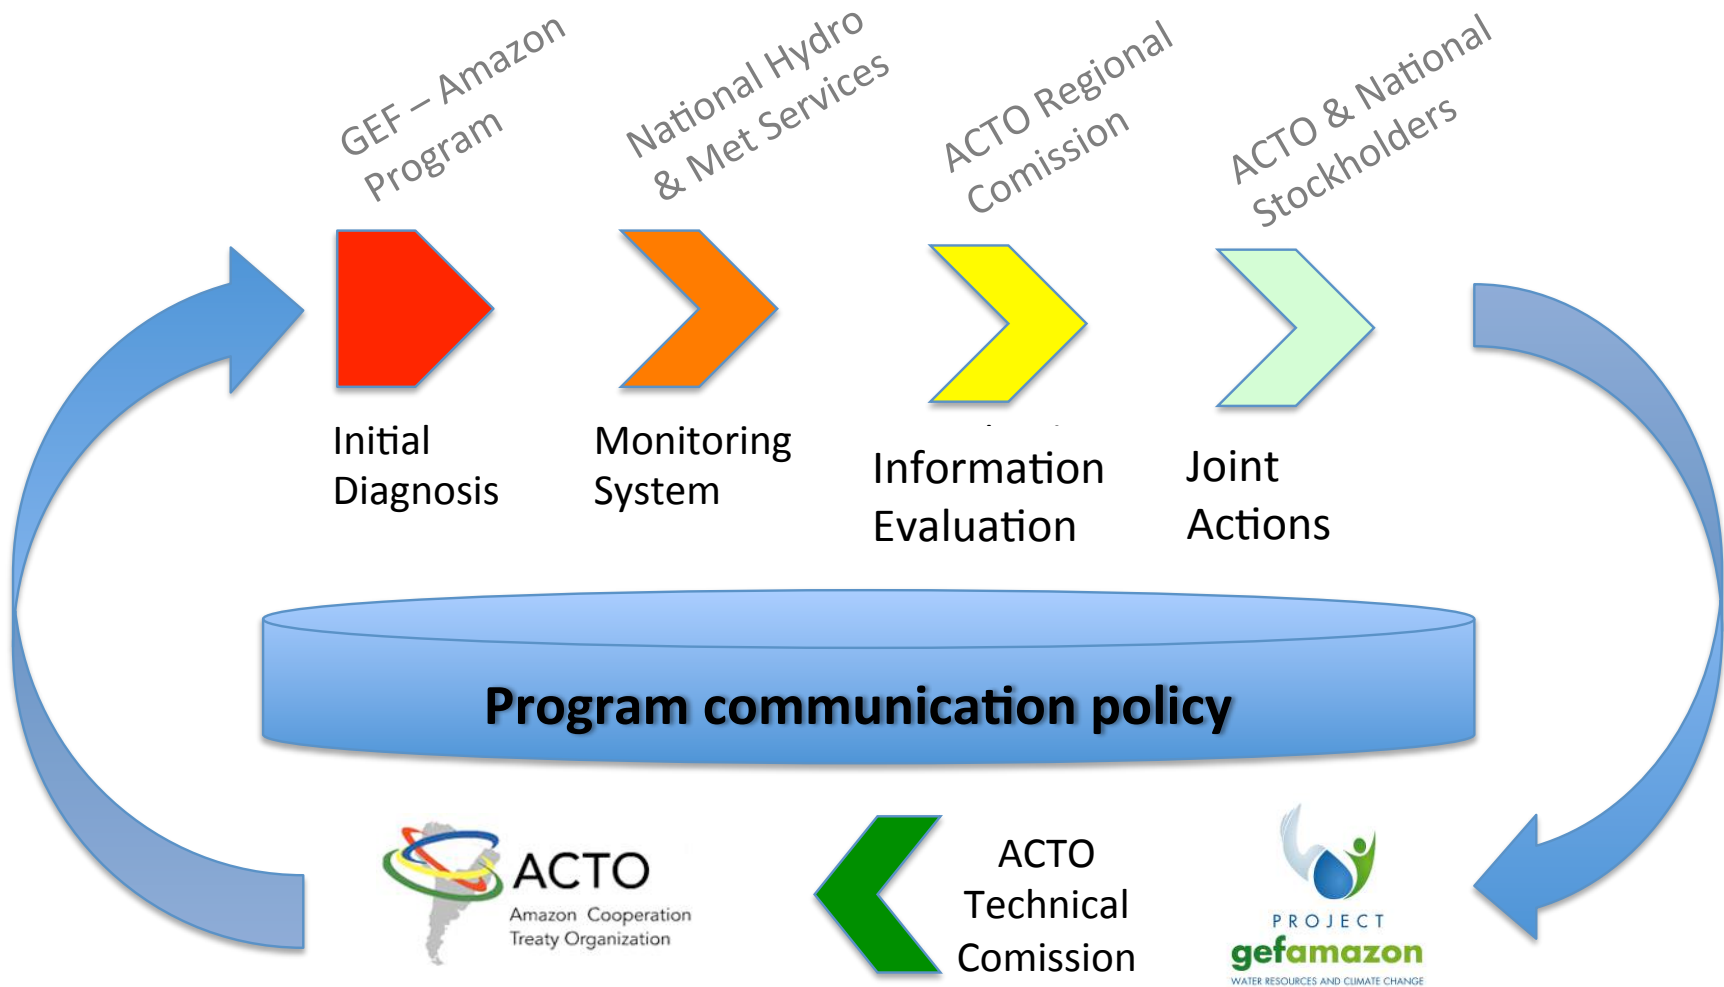 GEF – Amazon
Program
National Hydro
& Met Services
ACTO Regional
Comission
ACTO & National
Stockholders
Initial
Diagnosis
Monitoring
System
Information
Evaluation
Joint
Actions
Program communication policy
ACTO
Amazon Cooperation
Treaty Organization
ACTO
Technical
Comission
PROJECT
gefamazon
WATER RESOURCES AND CLIMATE CHANGE